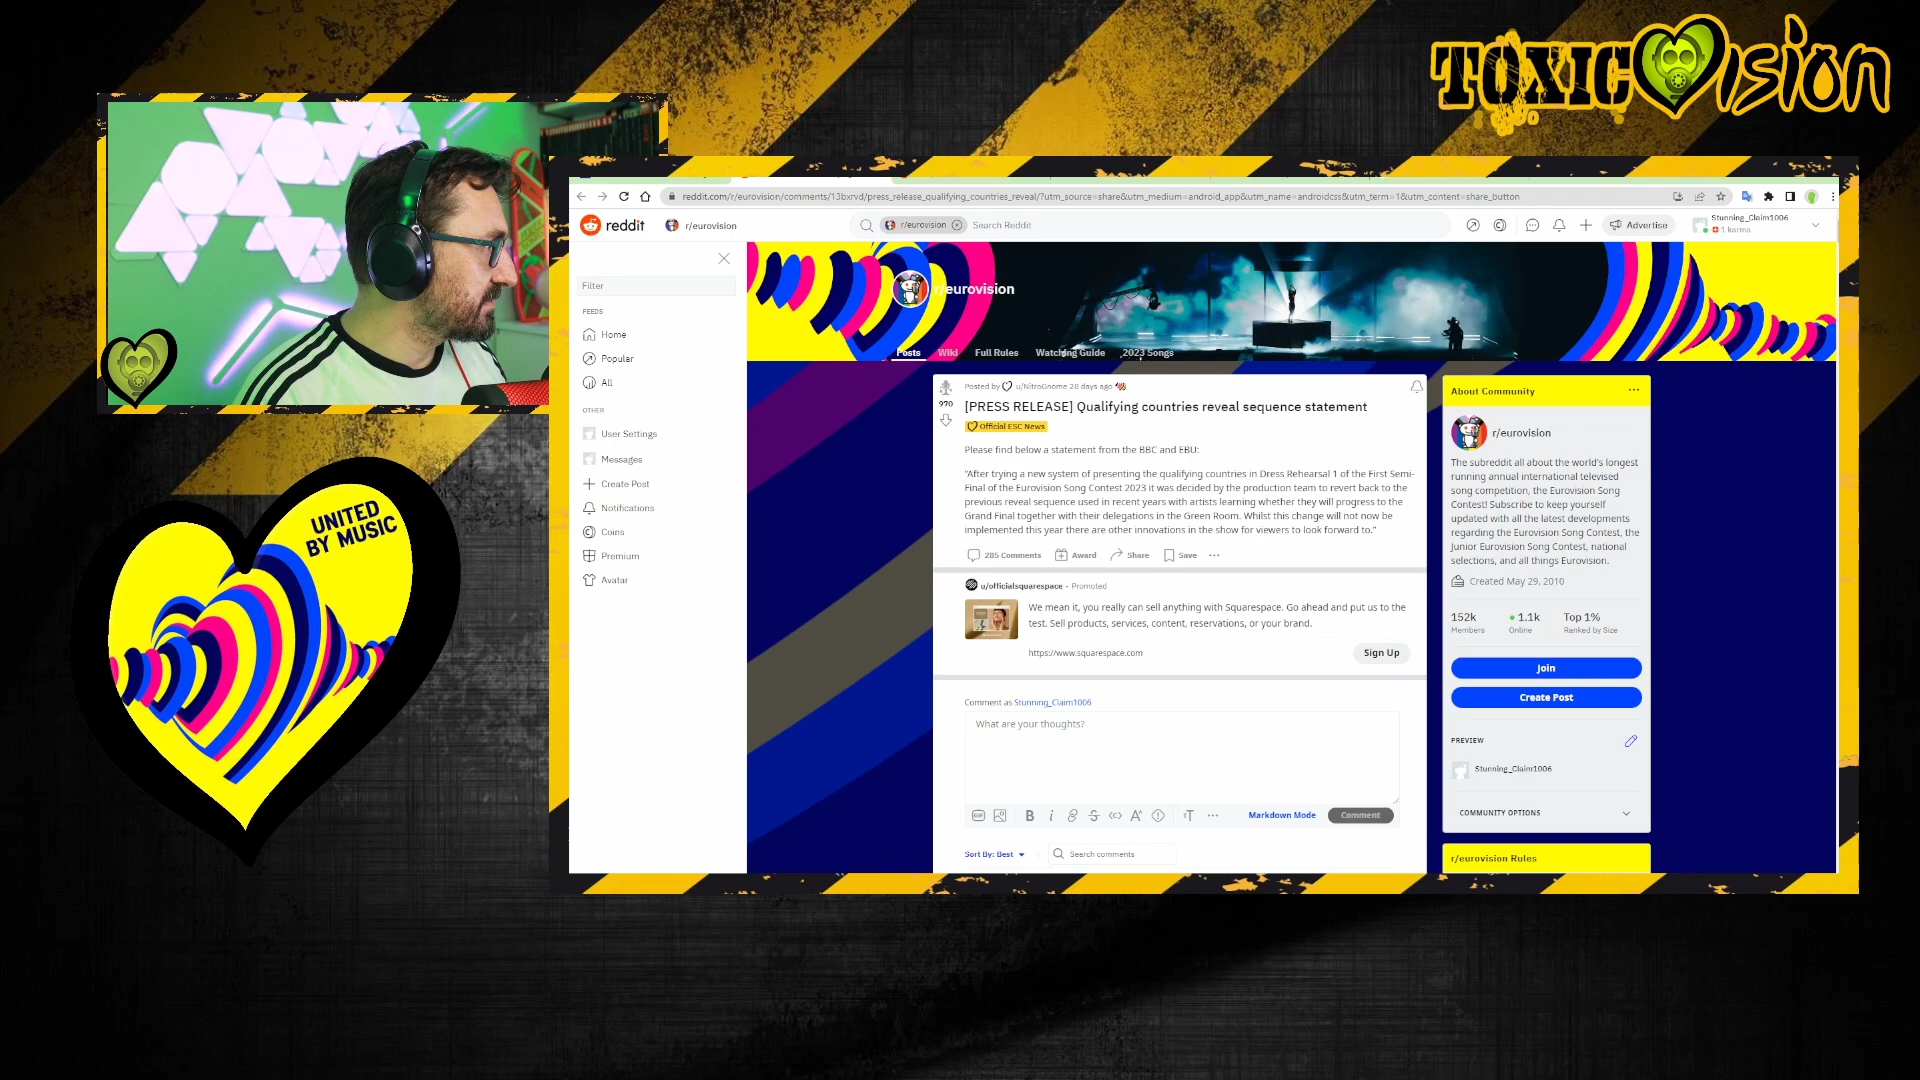 TOXICVision
UNITED
BY MUSIC
reddit.com/r/eurovision/comments/13bxrvd/press_release_qualifying_countries_reveal/?utm_source=share&utm_medium=android_app&utm_name=androidcss&utm_term=1&utm_content=share_button
reddit
r/eurovision
r/eurovision
Search Reddit
Advertise
Stunning_Claim1006
1 karma
Filter
FEEDS
Home
Popular
All
OTHER
User Settings
Messages
Create Post
Notifications
Coins
Premium
Avatar
r/eurovision
Posts
Wiki
Full Rules
Watching Guide
2023 Songs
970
Posted by u/NitroGnome 28 days ago
[PRESS RELEASE] Qualifying countries reveal sequence statement
Official ESC News
Please find below a statement from the BBC and EBU:
"After trying a new system of presenting the qualifying countries in Dress Rehearsal 1 of the First Semi-
Final of the Eurovision Song Contest 2023 it was decided by the production team to revert back to the
previous reveal sequence used in recent years with artists learning whether they will progress to the
Grand Final together with their delegations in the Green Room. Whilst this change will not now be
implemented this year there are other innovations in the show for viewers to look forward to."
285 Comments
Award
Share
Save
u/officialsquarespace · Promoted
We mean it, you really can sell anything with Squarespace. Go ahead and put us to the
test. Sell products, services, content, reservations, or your brand.
https://www.squarespace.com
Sign Up
Comment as Stunning_Claim1006
What are your thoughts?
GIF
B
i
Markdown Mode
Comment
Sort By: Best
Search comments
About Community
r/eurovision
The subreddit all about the world's longest
running annual international televised
song competition, the Eurovision Song
Contest! Subscribe to keep yourself
updated with all the latest developments
regarding the Eurovision Song Contest, the
Junior Eurovision Song Contest, national
selections, and all things Eurovision.
Created May 29, 2010
152k
Members
1.1k
Online
Top 1%
Ranked by Size
Join
Create Post
PREVIEW
Stunning_Claim1006
COMMUNITY OPTIONS
r/eurovision Rules